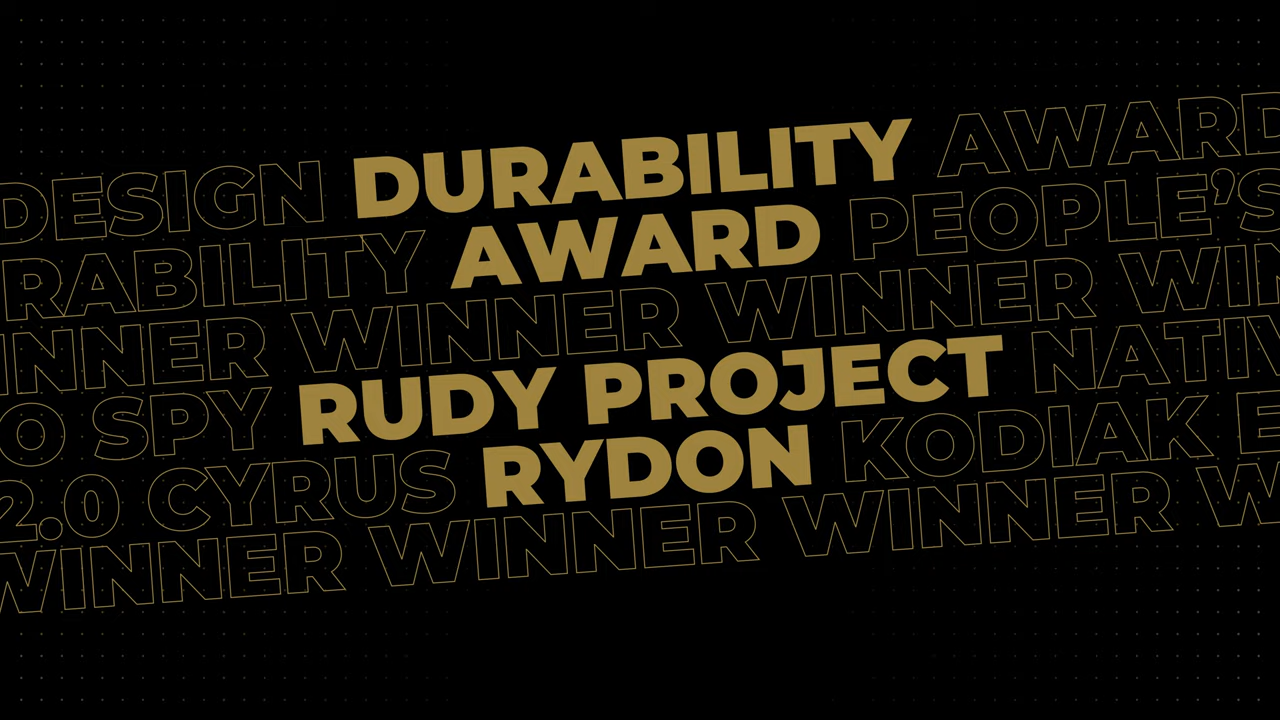 DESIGN DURABILITY AWARD
RABILITY AWARD PEOPLE'S
INNER WINNER WINNER WIN
O SPY RUDY PROJECT NATIV
2.0 CYRUS RYDON KODIAK E
WINNER WINNER WINNER W